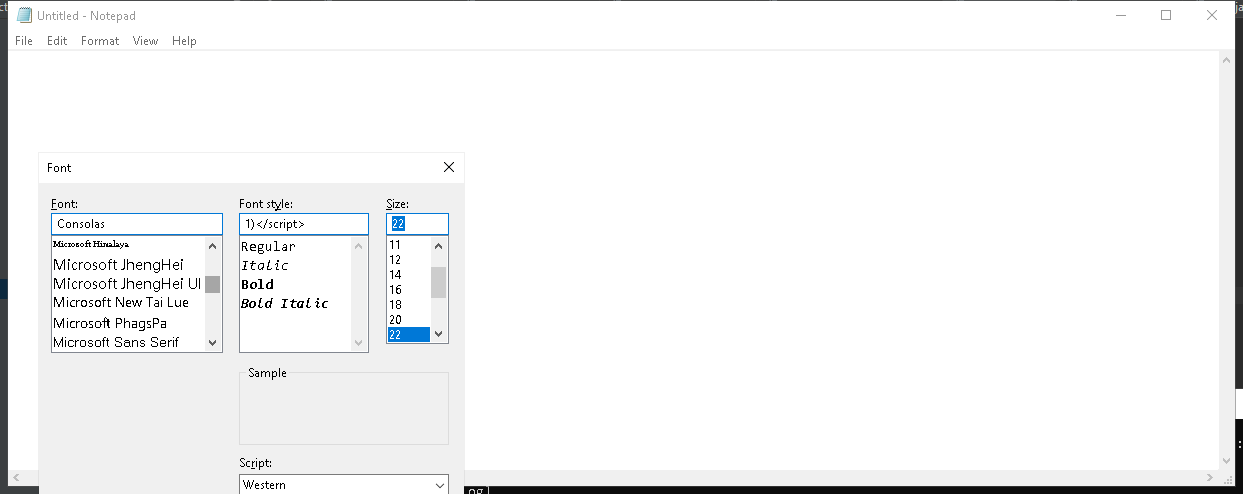 Untitled - Notepad
File Edit Format View Help
Font
Font: Font style: Size:
Consolas 1)</script> 22
Microsoft Himalaya
Microsoft JhengHei
Microsoft JhengHei UI
Microsoft New Tai Lue
Microsoft PhagsPa
Microsoft Sans Serif
Regular
Italic
Bold
Bold Italic
11
12
14
16
18
20
22
Sample
Script:
Western